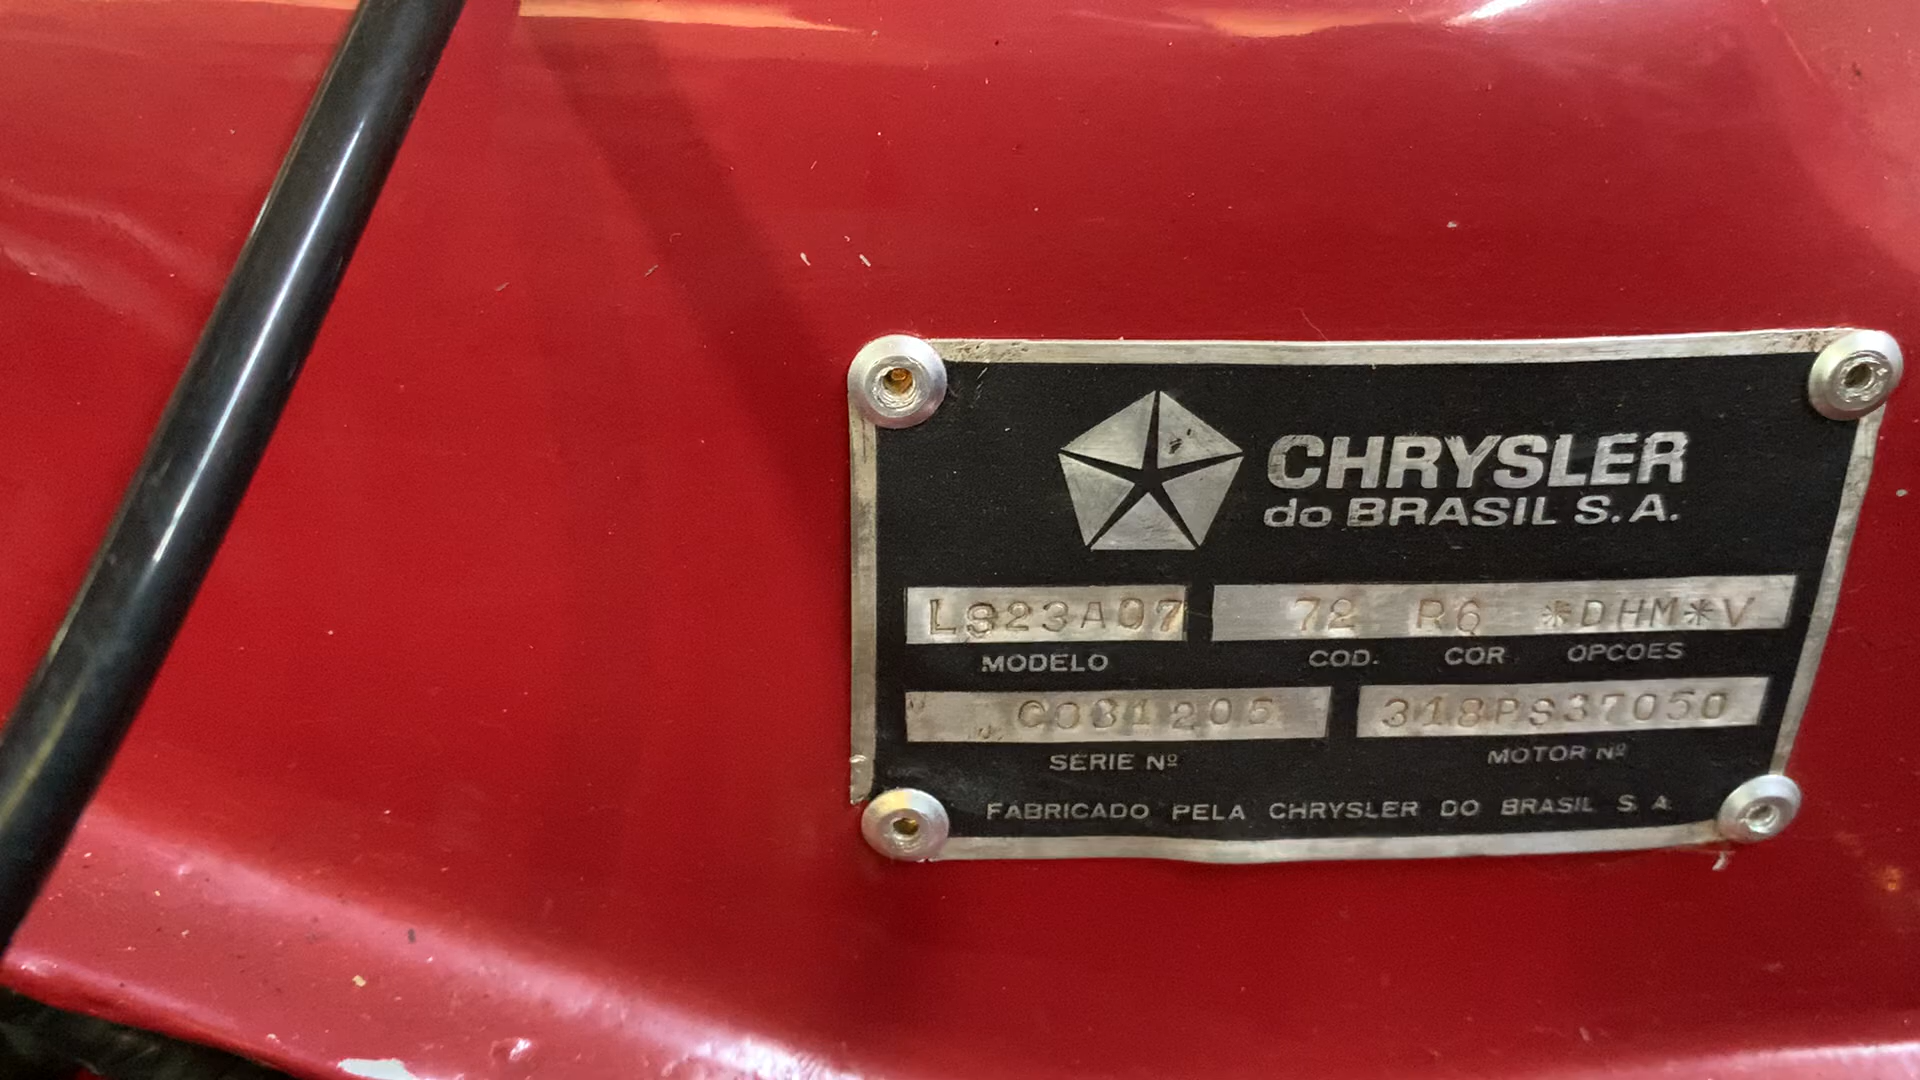 CHRYSLER
do BRASIL S.A.
LS23A07 72 R6 *DHM*V
MODELO COD. COR OPCOES
C031205 318PS37050
SERIE Nº MOTOR Nº
FABRICADO PELA CHRYSLER DO BRASIL S. A.